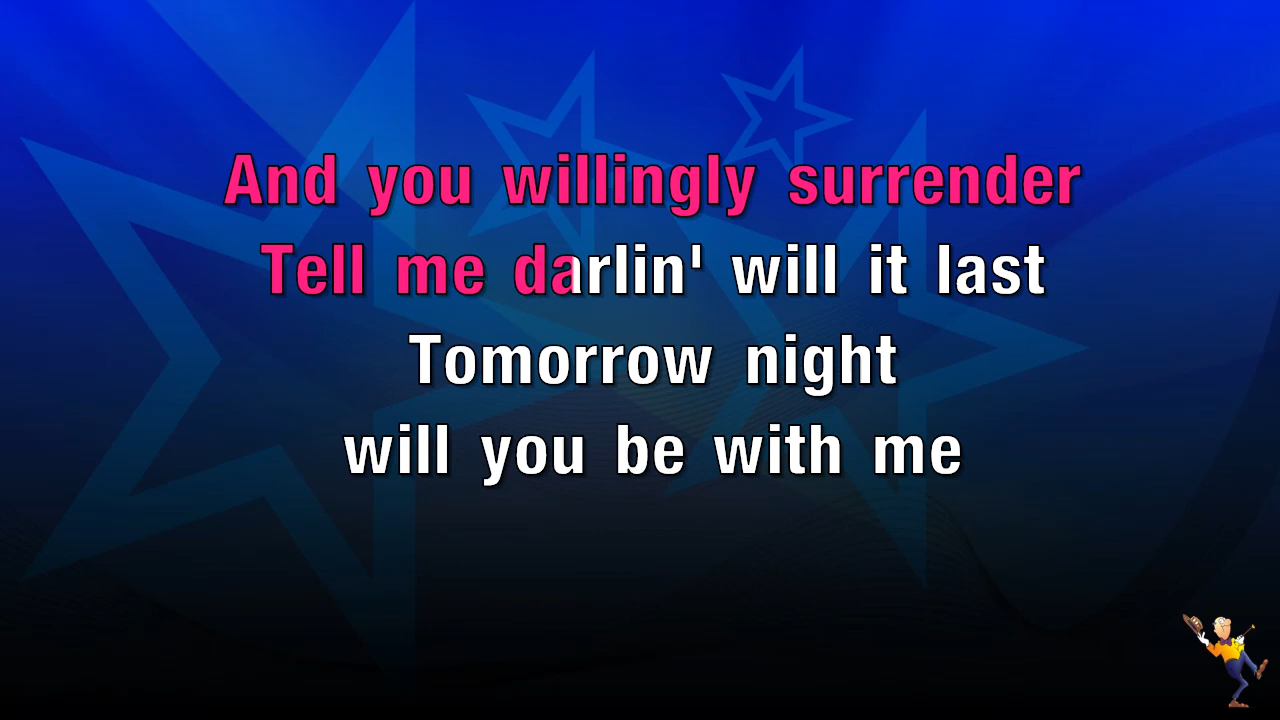 And you willingly surrender
Tell me darlin' will it last
Tomorrow night
will you be with me